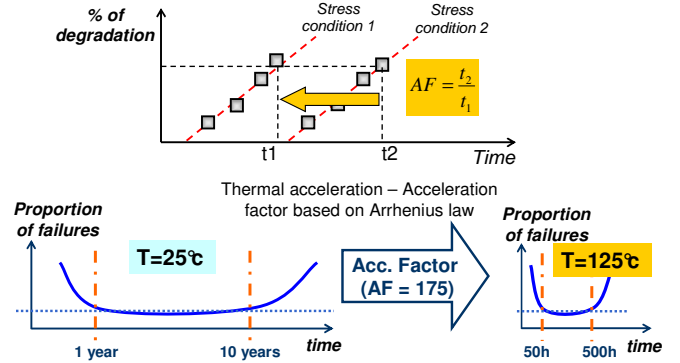 % of
degradation
Stress
condition 1
Stress
condition 2
AF = t2/t1
t1
t2
Time
Thermal acceleration – Acceleration
factor based on Arrhenius law
Proportion
of failures
T=25℃
1 year
10 years
time
Acc. Factor
(AF = 175)
Proportion
of failures
T=125℃
50h
500h
time